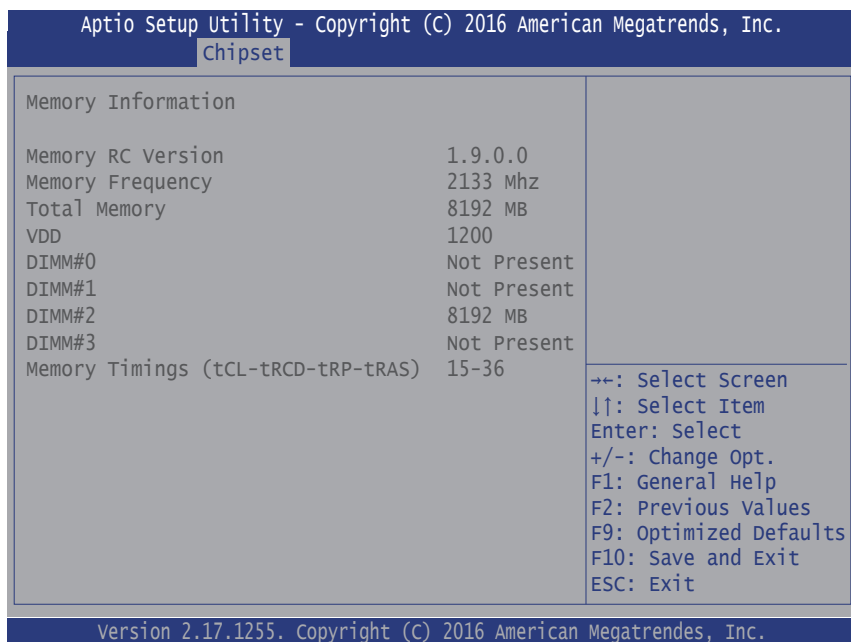 Aptio Setup Utility - Copyright (C) 2016 American Megatrends, Inc.
Chipset
Memory Information
Memory RC Version 1.9.0.0
Memory Frequency 2133 Mhz
Total Memory 8192 MB
VDD 1200
DIMM#0 Not Present
DIMM#1 Not Present
DIMM#2 8192 MB
DIMM#3 Not Present
Memory Timings (tCL-tRCD-tRP-tRAS) 15-36
→←: Select Screen
↓↑: Select Item
Enter: Select
+/-: Change Opt.
F1: General Help
F2: Previous Values
F9: Optimized Defaults
F10: Save and Exit
ESC: Exit
Version 2.17.1255. Copyright (C) 2016 American Megatrendes, Inc.